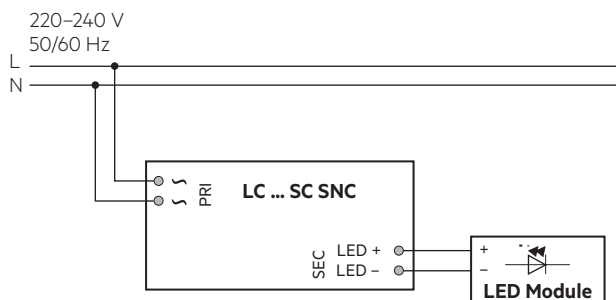 220–240 V
50/60 Hz
L
N
~
~
PRI
LC ... SC SNC
SEC
LED +
LED –
+
–
LED Module